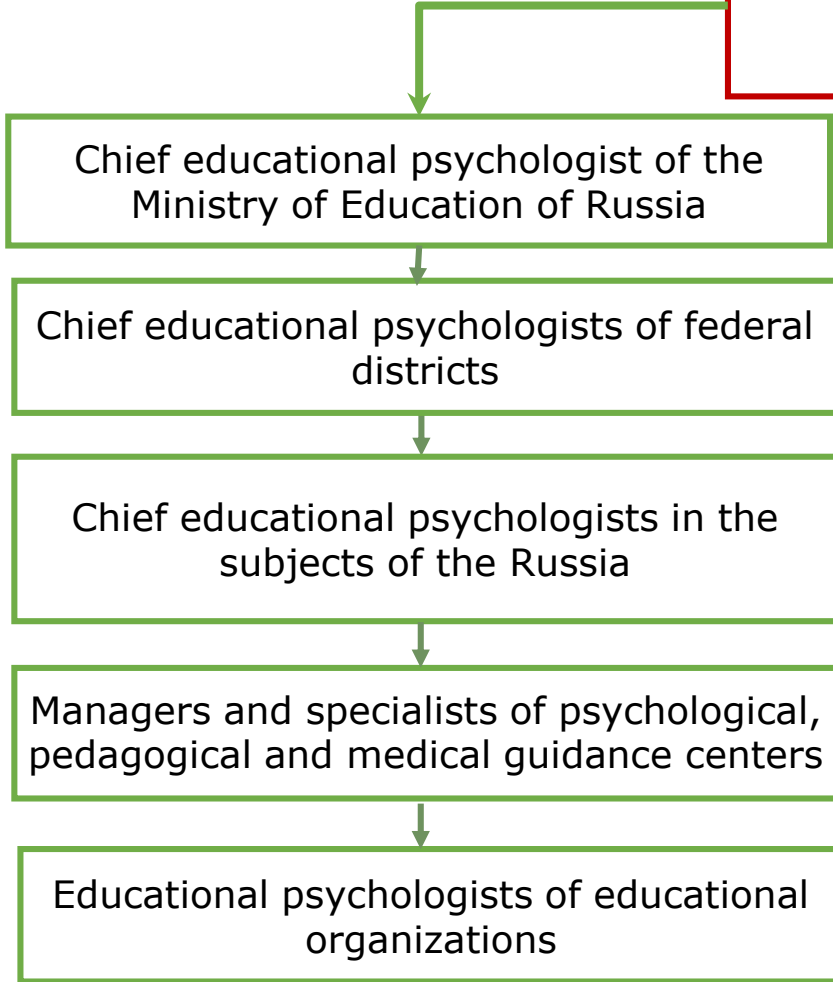 Chief educational psychologist of the
Ministry of Education of Russia
Chief educational psychologists of federal
districts
Chief educational psychologists in the
subjects of the Russia
Managers and specialists of psychological,
pedagogical and medical guidance centers
Educational psychologists of educational
organizations